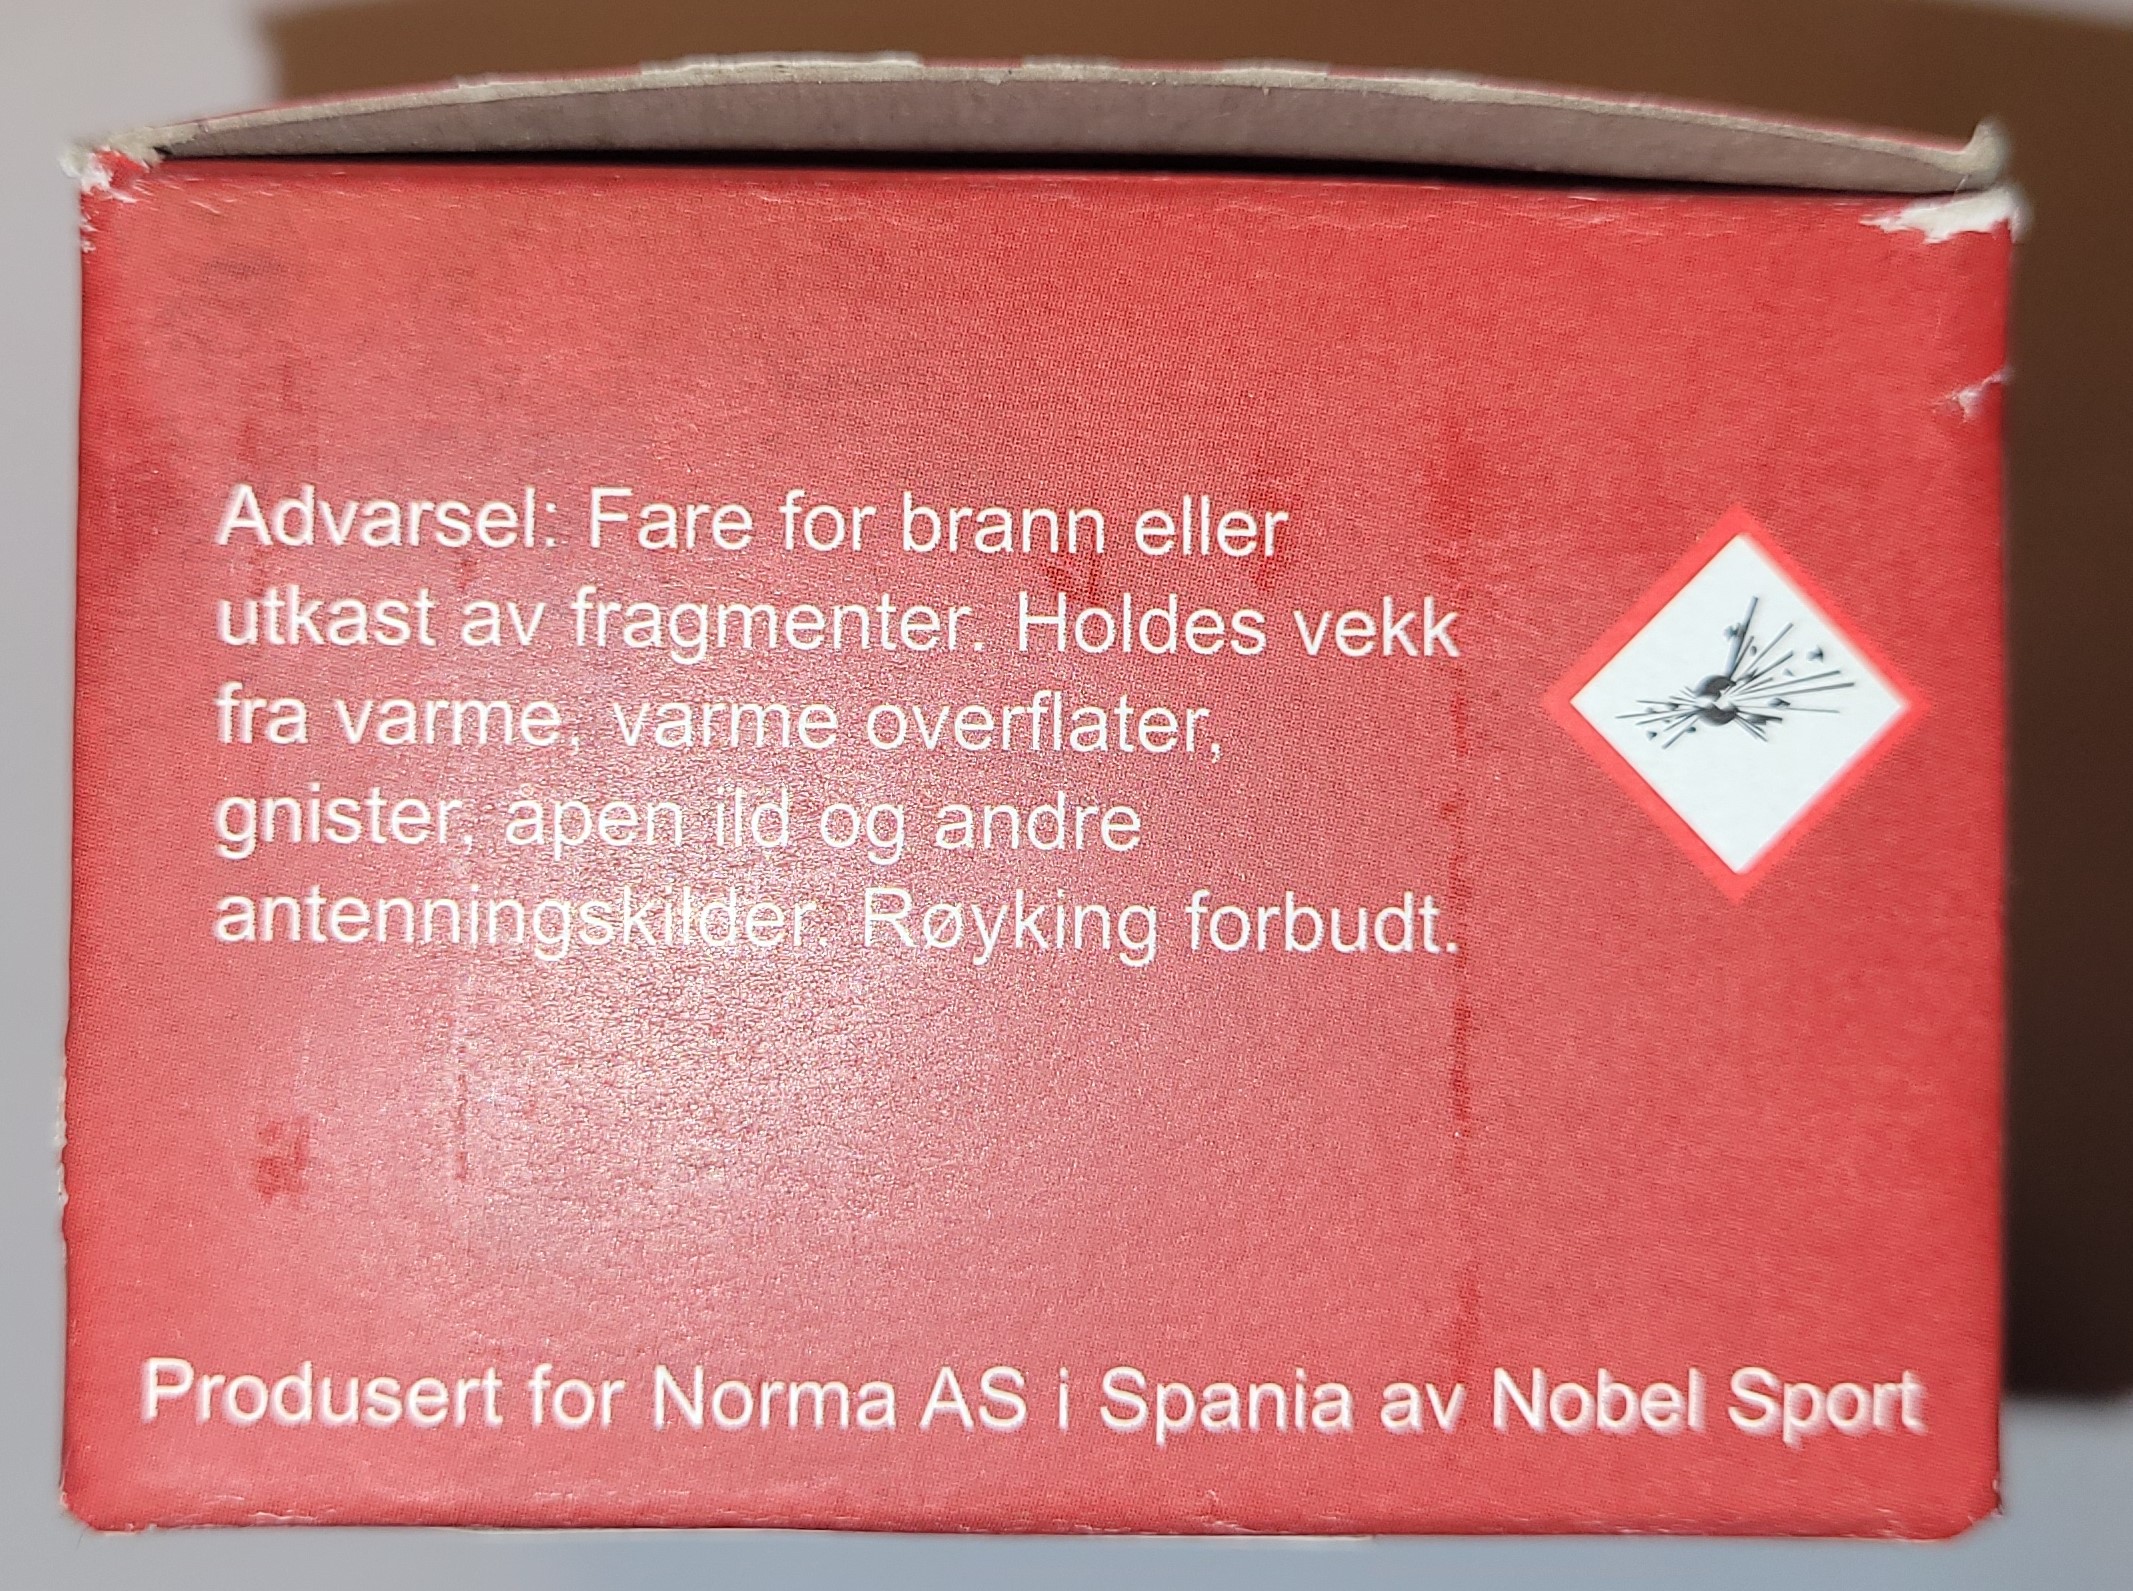 Advarsel: Fare for brann eller
utkast av fragmenter. Holdes vekk
fra varme, varme overflater,
gnister, åpen ild og andre
antenningskilder. Røyking forbudt.
Produsert for Norma AS i Spania av Nobel Sport